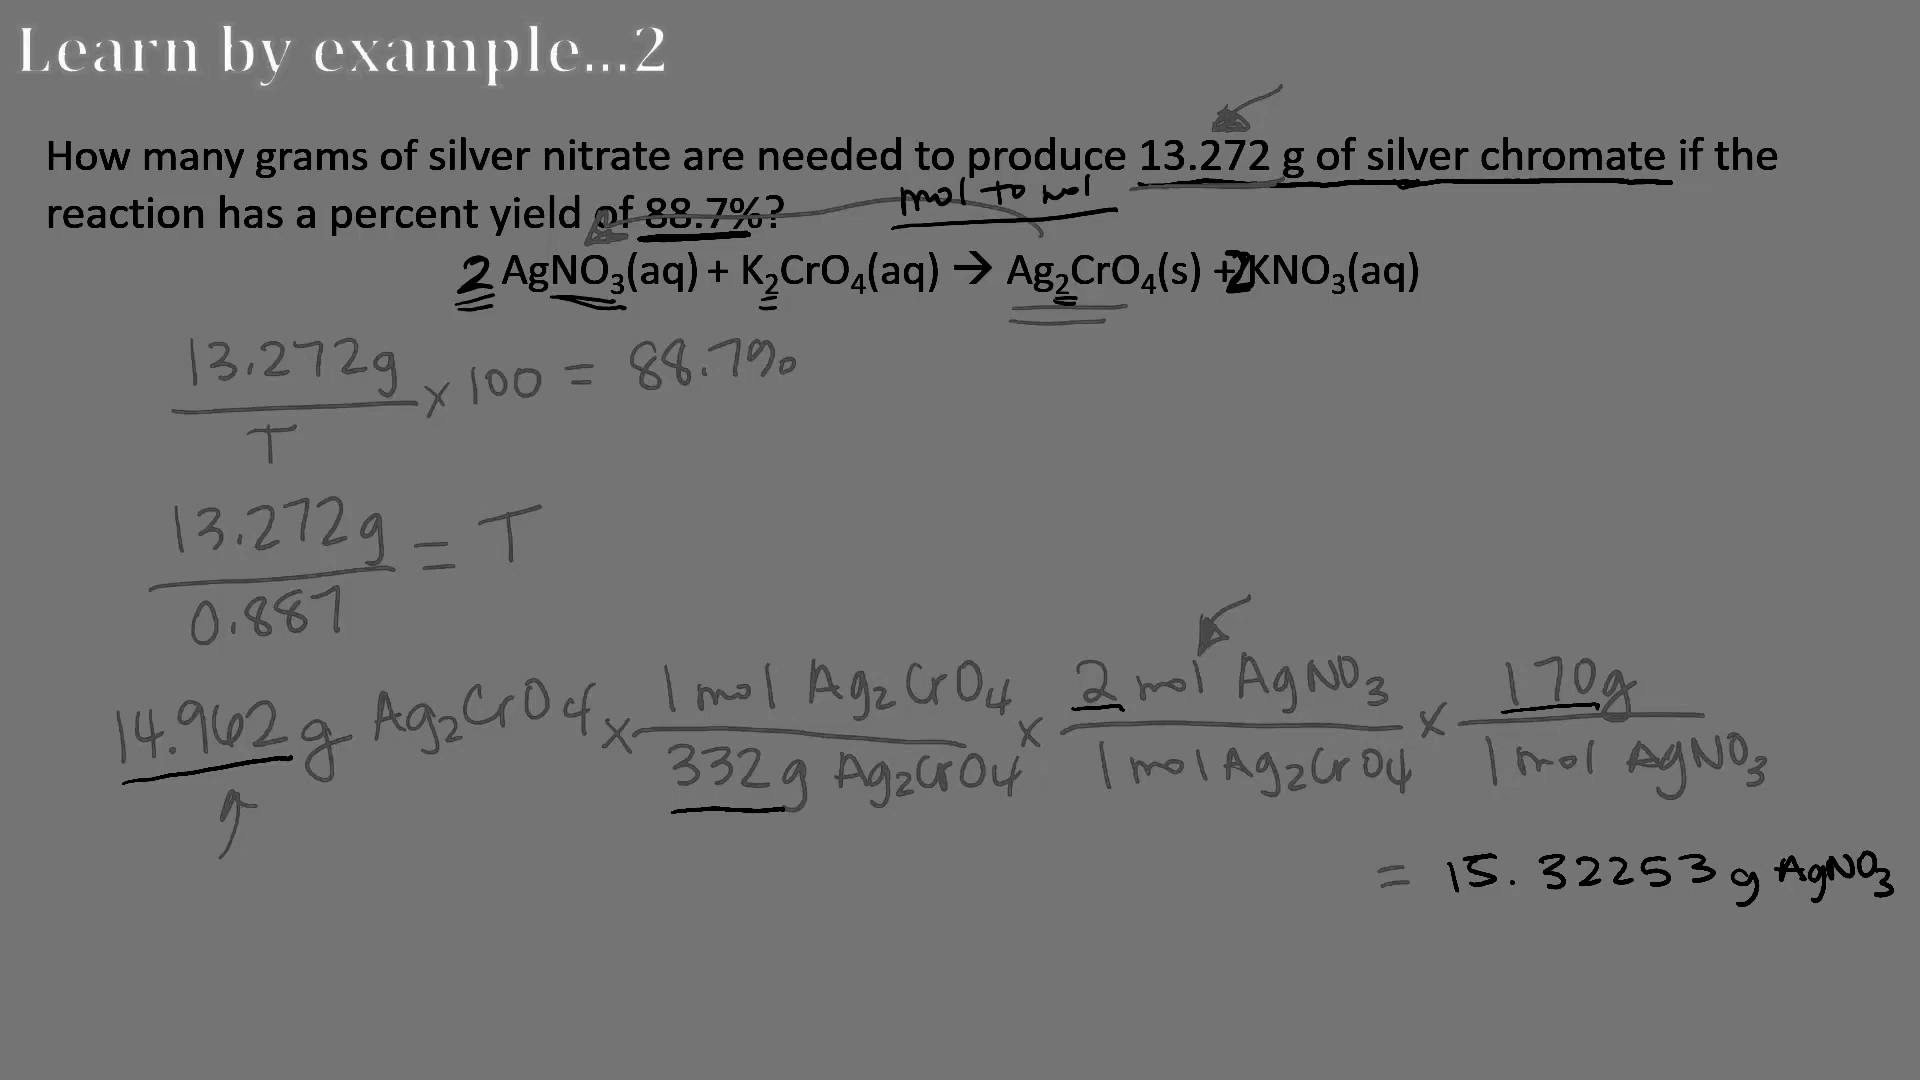 Learn by example...2
How many grams of silver nitrate are needed to produce 13.272 g of silver chromate if the
mol to mol
reaction has a percent yield of 88.7%?
2 AgNO₃(aq) + K₂CrO₄(aq) → Ag₂CrO₄(s) + 2KNO₃(aq)
13.272g
× 100 = 88.7%
T
13.272g
= T
0.887
14.962 g Ag₂CrO₄ × 1 mol Ag₂CrO₄ × 2 mol AgNO₃ × 170g
332g Ag₂CrO₄ 1 mol Ag₂CrO₄ 1 mol AgNO₃
= 15.32253 g AgNO₃